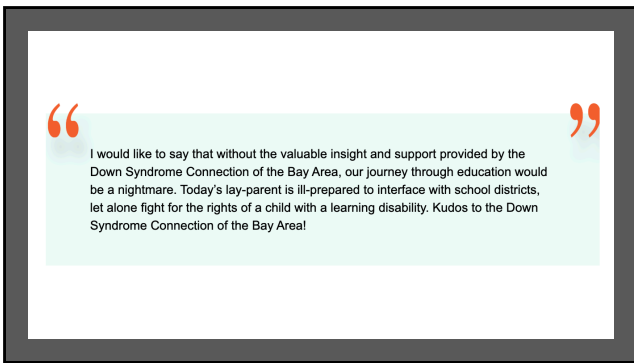 “ ”
I would like to say that without the valuable insight and support provided by the
Down Syndrome Connection of the Bay Area, our journey through education would
be a nightmare. Today’s lay-parent is ill-prepared to interface with school districts,
let alone fight for the rights of a child with a learning disability. Kudos to the Down
Syndrome Connection of the Bay Area!